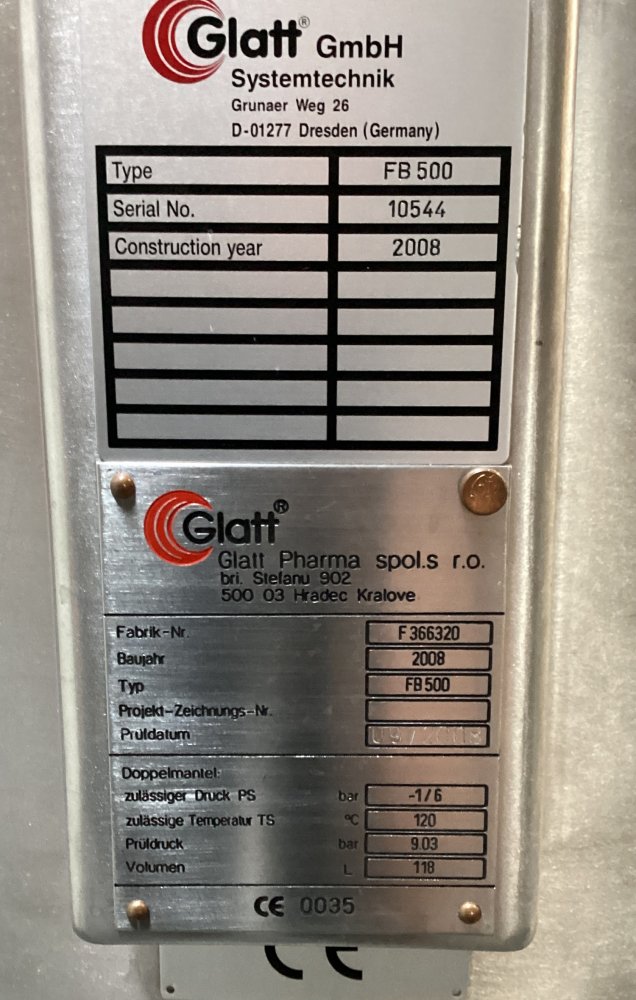 Glatt® GmbH
Systemtechnik
Grunaer Weg 26
D-01277 Dresden (Germany)
Type FB 500
Serial No. 10544
Construction year 2008
Glatt®
Glatt Pharma spol.s r.o.
bri. Stefanu 902
500 03 Hradec Kralove
Fabrik-Nr. F 366320
Baujahr 2008
Typ FB 500
Projekt-Zeichnungs-Nr.
Prüfdatum
Doppelmantel:
zulässiger Druck PS bar -1/6
zulässige Temperatur TS °C 120
Prüfdruck bar 9.03
Volumen L 118
CE 0035
CE